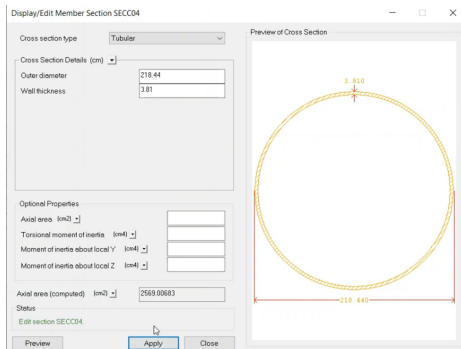 Display/Edit Member Section SECC04
Cross section type Tubular
Cross Section Details (cm)
Outer diameter 218.44
Wall thickness 3.81
Optional Properties
Axial area (cm2)
Torsional moment of inertia (cm4)
Moment of inertia about local Y (cm4)
Moment of inertia about local Z (cm4)
Axial area (computed) (cm2) 2569.00683
Status
Edit section SECC04
Preview Apply Close
Preview of Cross Section
3.810
218.440